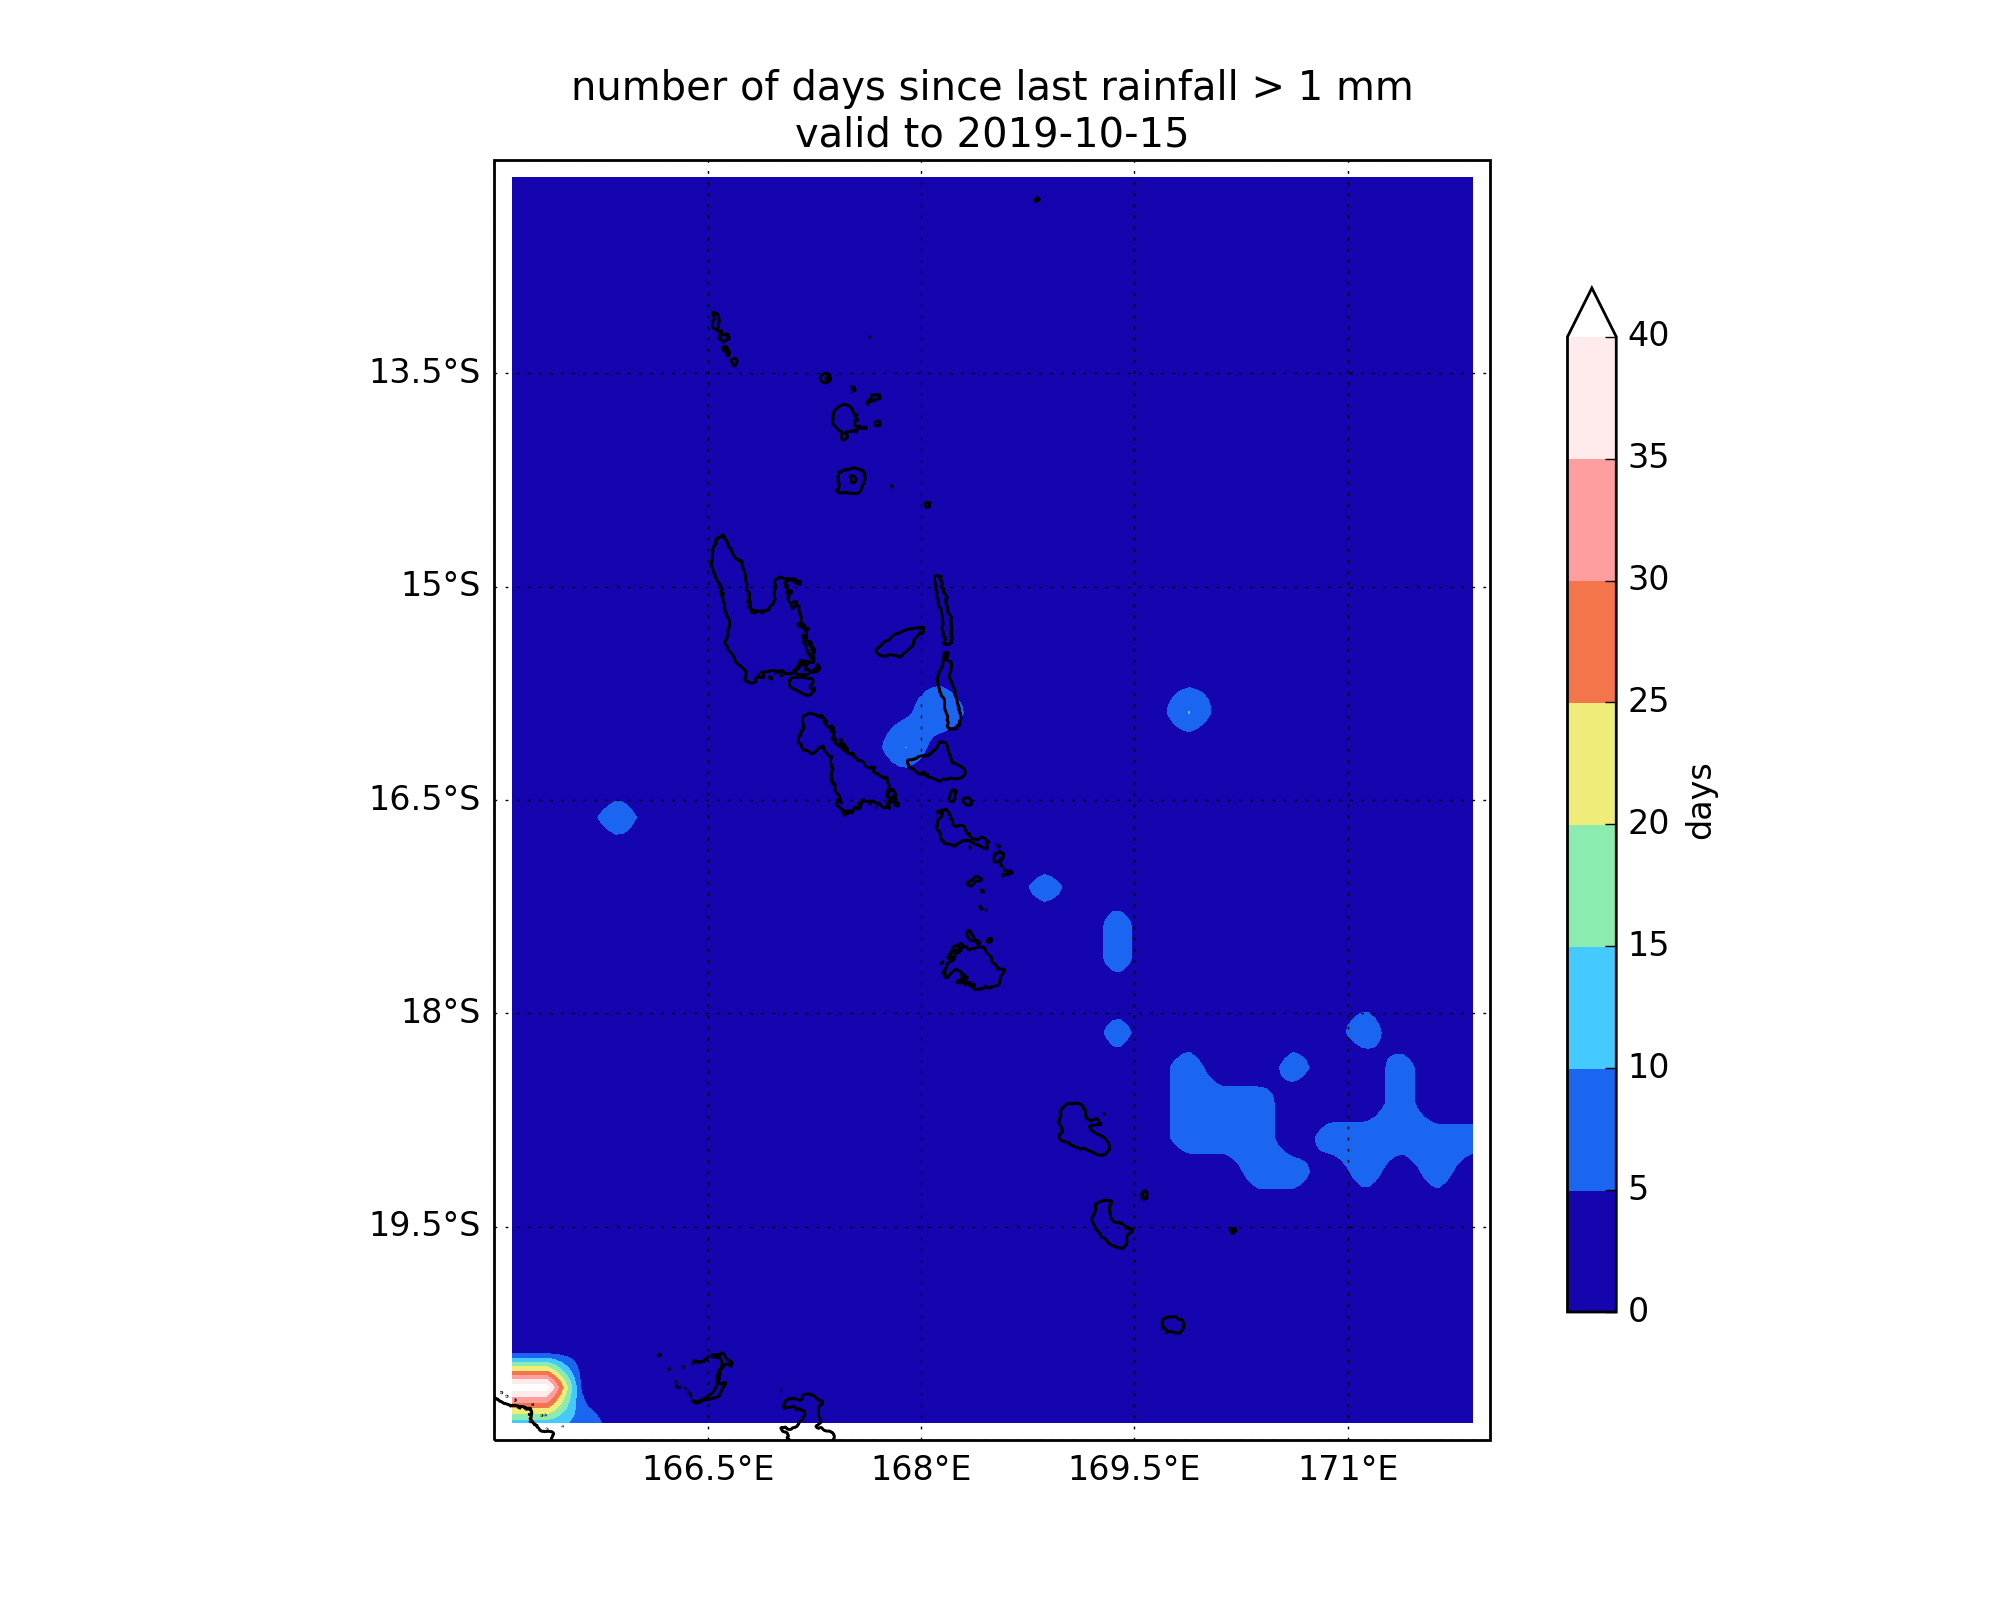 number of days since last rainfall > 1 mm
valid to 2019-10-15
13.5°S
15°S
16.5°S
18°S
19.5°S
166.5°E
168°E
169.5°E
171°E
40
35
30
25
20
15
10
5
0
days